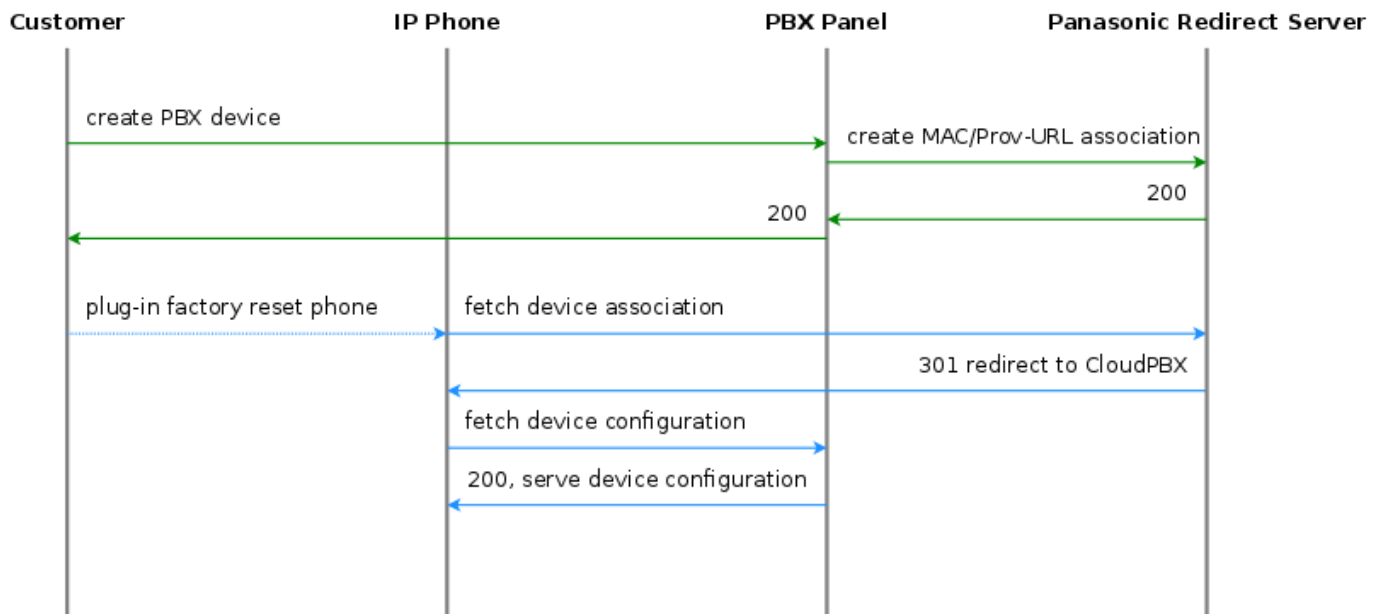 Customer
IP Phone
PBX Panel
Panasonic Redirect Server
create PBX device
create MAC/Prov-URL association
200
200
plug-in factory reset phone
fetch device association
301 redirect to CloudPBX
fetch device configuration
200, serve device configuration